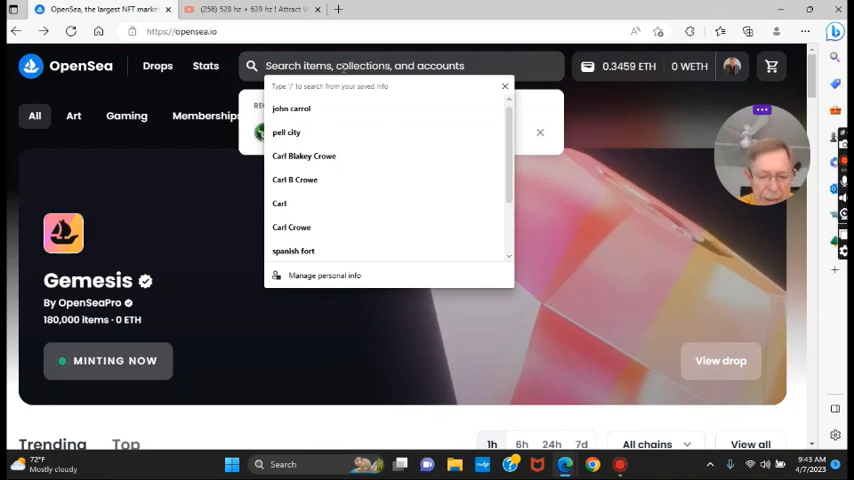 OpenSea, the largest NFT marke
(256) 528 hz + 639 hz ! Attract W
https://opensea.io
OpenSea
Drops
Stats
Search items, collections, and accounts
0.3459 ETH
0 WETH
Type '/' to search from your saved info
All
Art
Gaming
Memberships
john carrol
pell city
Carl Blakey Crowe
Carl B Crowe
Carl
Carl Crowe
spanish fort
Manage personal info
Gemesis
By OpenSeaPro
180,000 items · 0 ETH
MINTING NOW
View drop
Trending
Top
1h
6h
24h
7d
All chains
View all
72°F
Mostly cloudy
Search
9:43 AM
4/7/2023